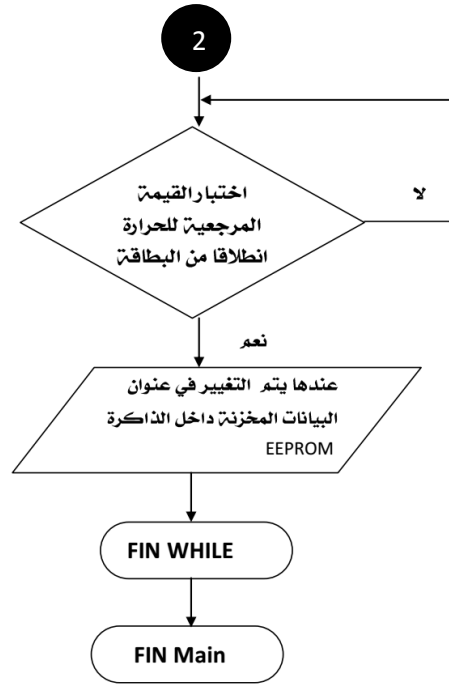 2
اختبار القيمة
المرجعية للحرارة
انطلاقا من البطاقة
لا
نعم
عندها يتم التغيير في عنوان
البيانات المخزنة داخل الذاكرة
EEPROM
FIN WHILE
FIN Main